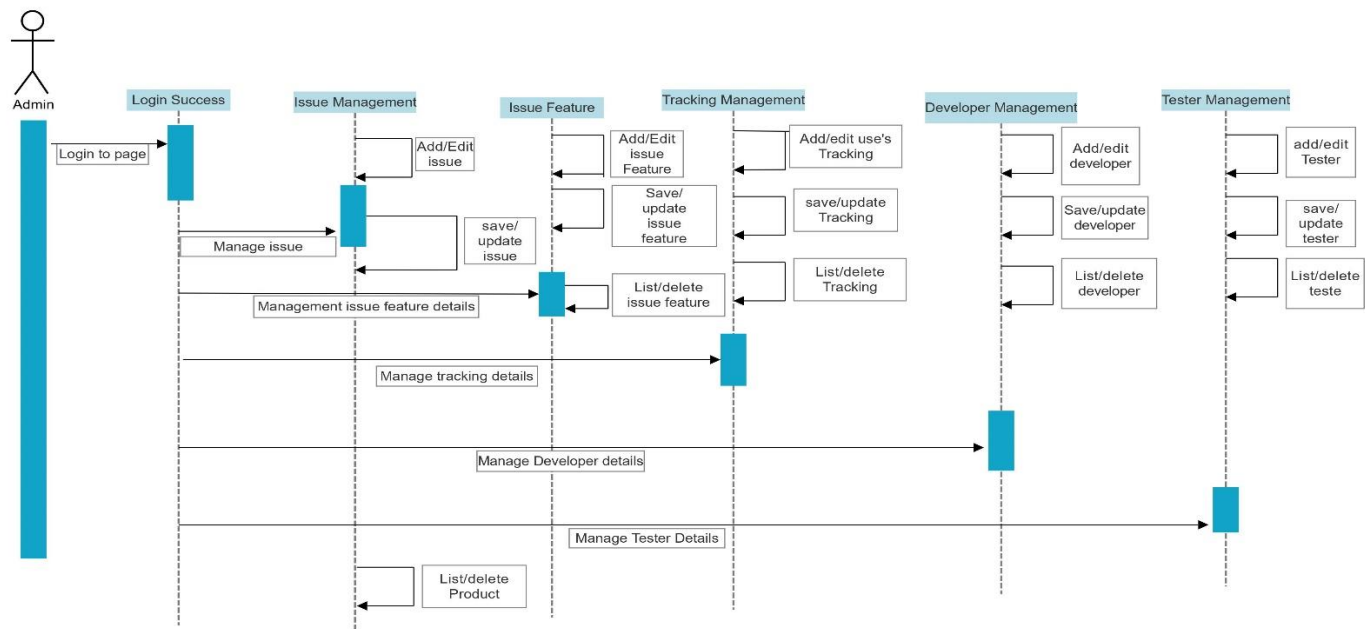 Admin
Login Success
Issue Management
Issue Feature
Tracking Management
Developer Management
Tester Management
Login to page
Add/Edit
issue
Add/Edit
issue
Feature
Add/edit use's
Tracking
Add/edit
developer
add/edit
Tester
Manage issue
save/
update
issue
Save/
update
issue
feature
save/update
Tracking
Save/update
developer
save/
update
tester
Management issue feature details
List/delete
issue feature
List/delete
Tracking
List/delete
developer
List/delete
teste
Manage tracking details
Manage Developer details
Manage Tester Details
List/delete
Product